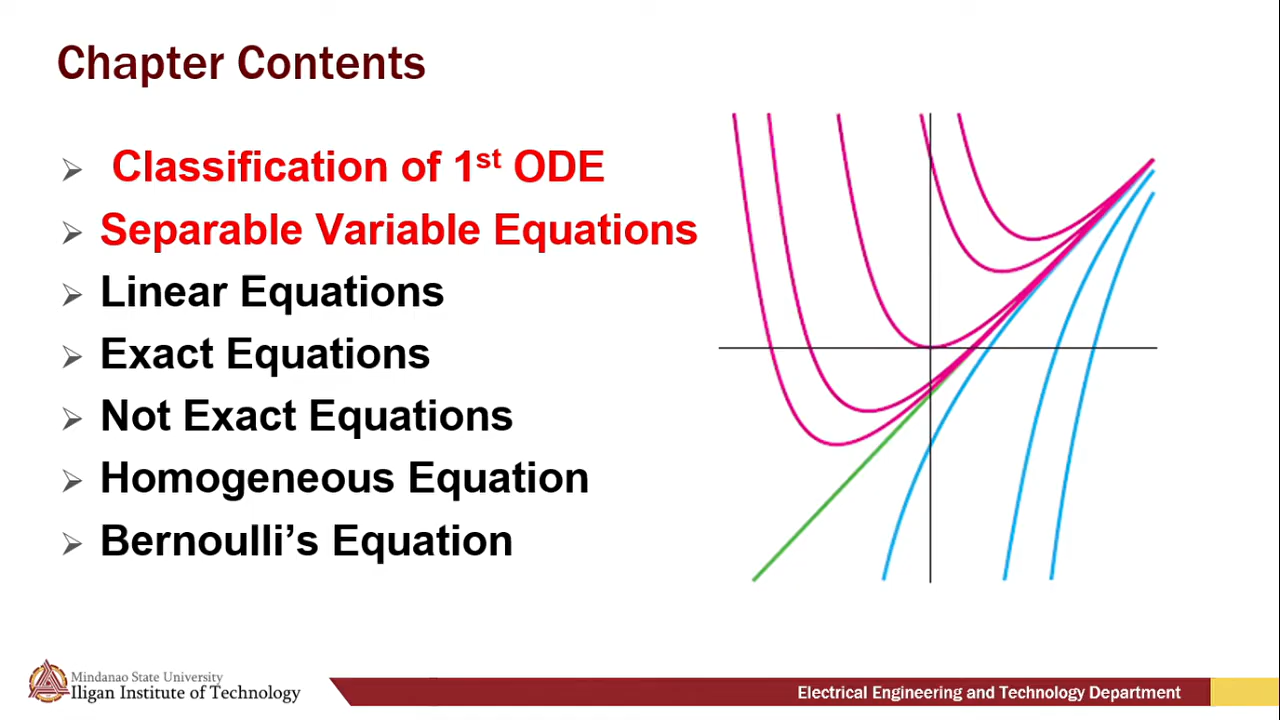 Chapter Contents
Classification of 1st ODE
Separable Variable Equations
Linear Equations
Exact Equations
Not Exact Equations
Homogeneous Equation
Bernoulli’s Equation
Mindanao State University
Iligan Institute of Technology
Electrical Engineering and Technology Department